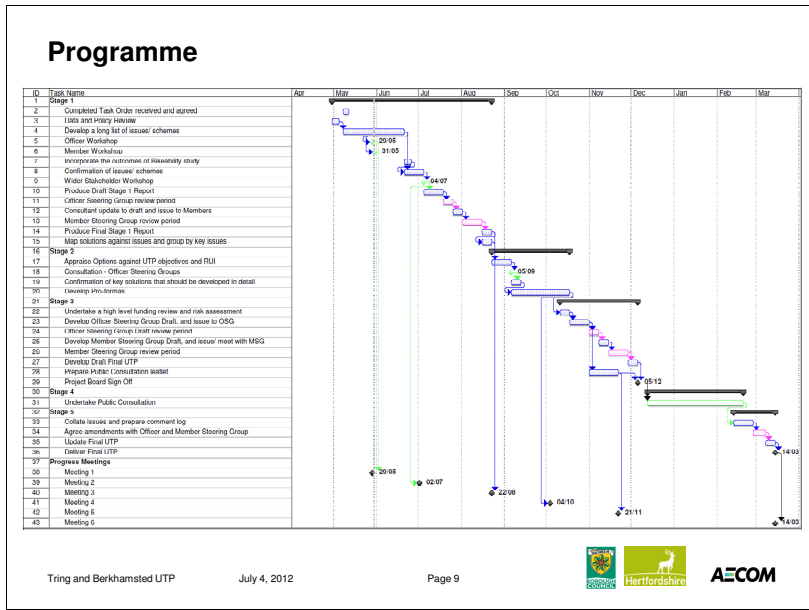 Programme
ID Task Name Apr May Jun Jul Aug Sep Oct Nov Dec Jan Feb Mar
1 Stage 1
2 Completed Task Order received and agreed
3 Data and Policy Review
4 Develop a long list of issues/ schemes
5 Officer Workshop 29/05
6 Member Workshop 31/05
7 Incorporate the outcomes of Bikeability study
8 Confirmation of issues/ schemes
9 Wider Stakeholder Workshop 04/07
10 Produce Draft Stage 1 Report
11 Officer Steering Group review period
12 Consultant update to draft and issue to Members
13 Member Steering Group review period
14 Produce Final Stage 1 Report
15 Map solutions against issues and group by key issues
16 Stage 2
17 Appraise Options against UTP objectives and RUI
18 Consultation - Officer Steering Groups 05/09
19 Confirmation of key solutions that should be developed in detail
20 Develop Pro-formas
21 Stage 3
22 Undertake a high level funding review and risk assessment
23 Develop Officer Steering Group Draft, and issue to OSG
24 Officer Steering Group Draft review period
25 Develop Member Steering Group Draft, and issue/ meet with MSG
26 Member Steering Group review period
27 Develop Draft Final UTP
28 Prepare Public Consultation leaflet
29 Project Board Sign Off 05/12
30 Stage 4
31 Undertake Public Consultation
32 Stage 5
33 Collate issues and prepare comment log
34 Agree amendments with Officer and Member Steering Group
35 Update Final UTP
36 Deliver Final UTP 14/03
37 Progress Meetings
38 Meeting 1 29/05
39 Meeting 2 02/07
40 Meeting 3 22/08
41 Meeting 4 04/10
42 Meeting 5 21/11
43 Meeting 6 14/03
Tring and Berkhamsted UTP July 4, 2012 Page 9
BOROUGH COUNCIL
Hertfordshire
AECOM